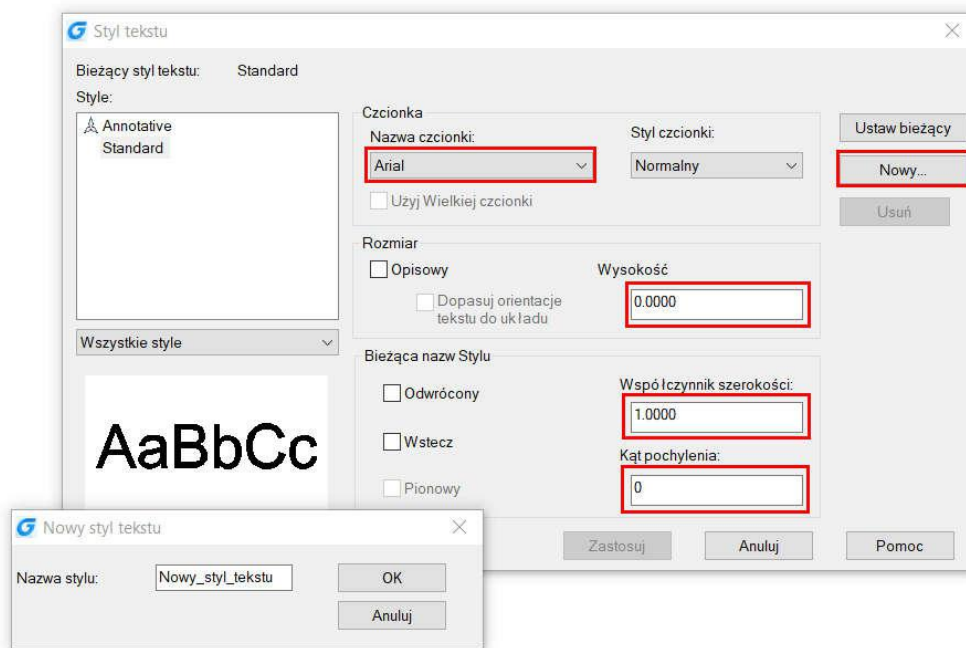 Styl tekstu
Bieżący styl tekstu: Standard
Style:
Annotative
Standard
Wszystkie style
AaBbCc
Czcionka
Nazwa czcionki:
Arial
Użyj Wielkiej czcionki
Styl czcionki:
Normalny
Ustaw bieżący
Nowy...
Usuń
Rozmiar
Opisowy
Dopasuj orientacje
tekstu do układu
Wysokość
0.0000
Bieżąca nazw Stylu
Odwrócony
Wstecz
Pionowy
Współczynnik szerokości:
1.0000
Kąt pochylenia:
0
Zastosuj
Anuluj
Pomoc
Nowy styl tekstu
Nazwa stylu:
Nowy_styl_tekstu
OK
Anuluj